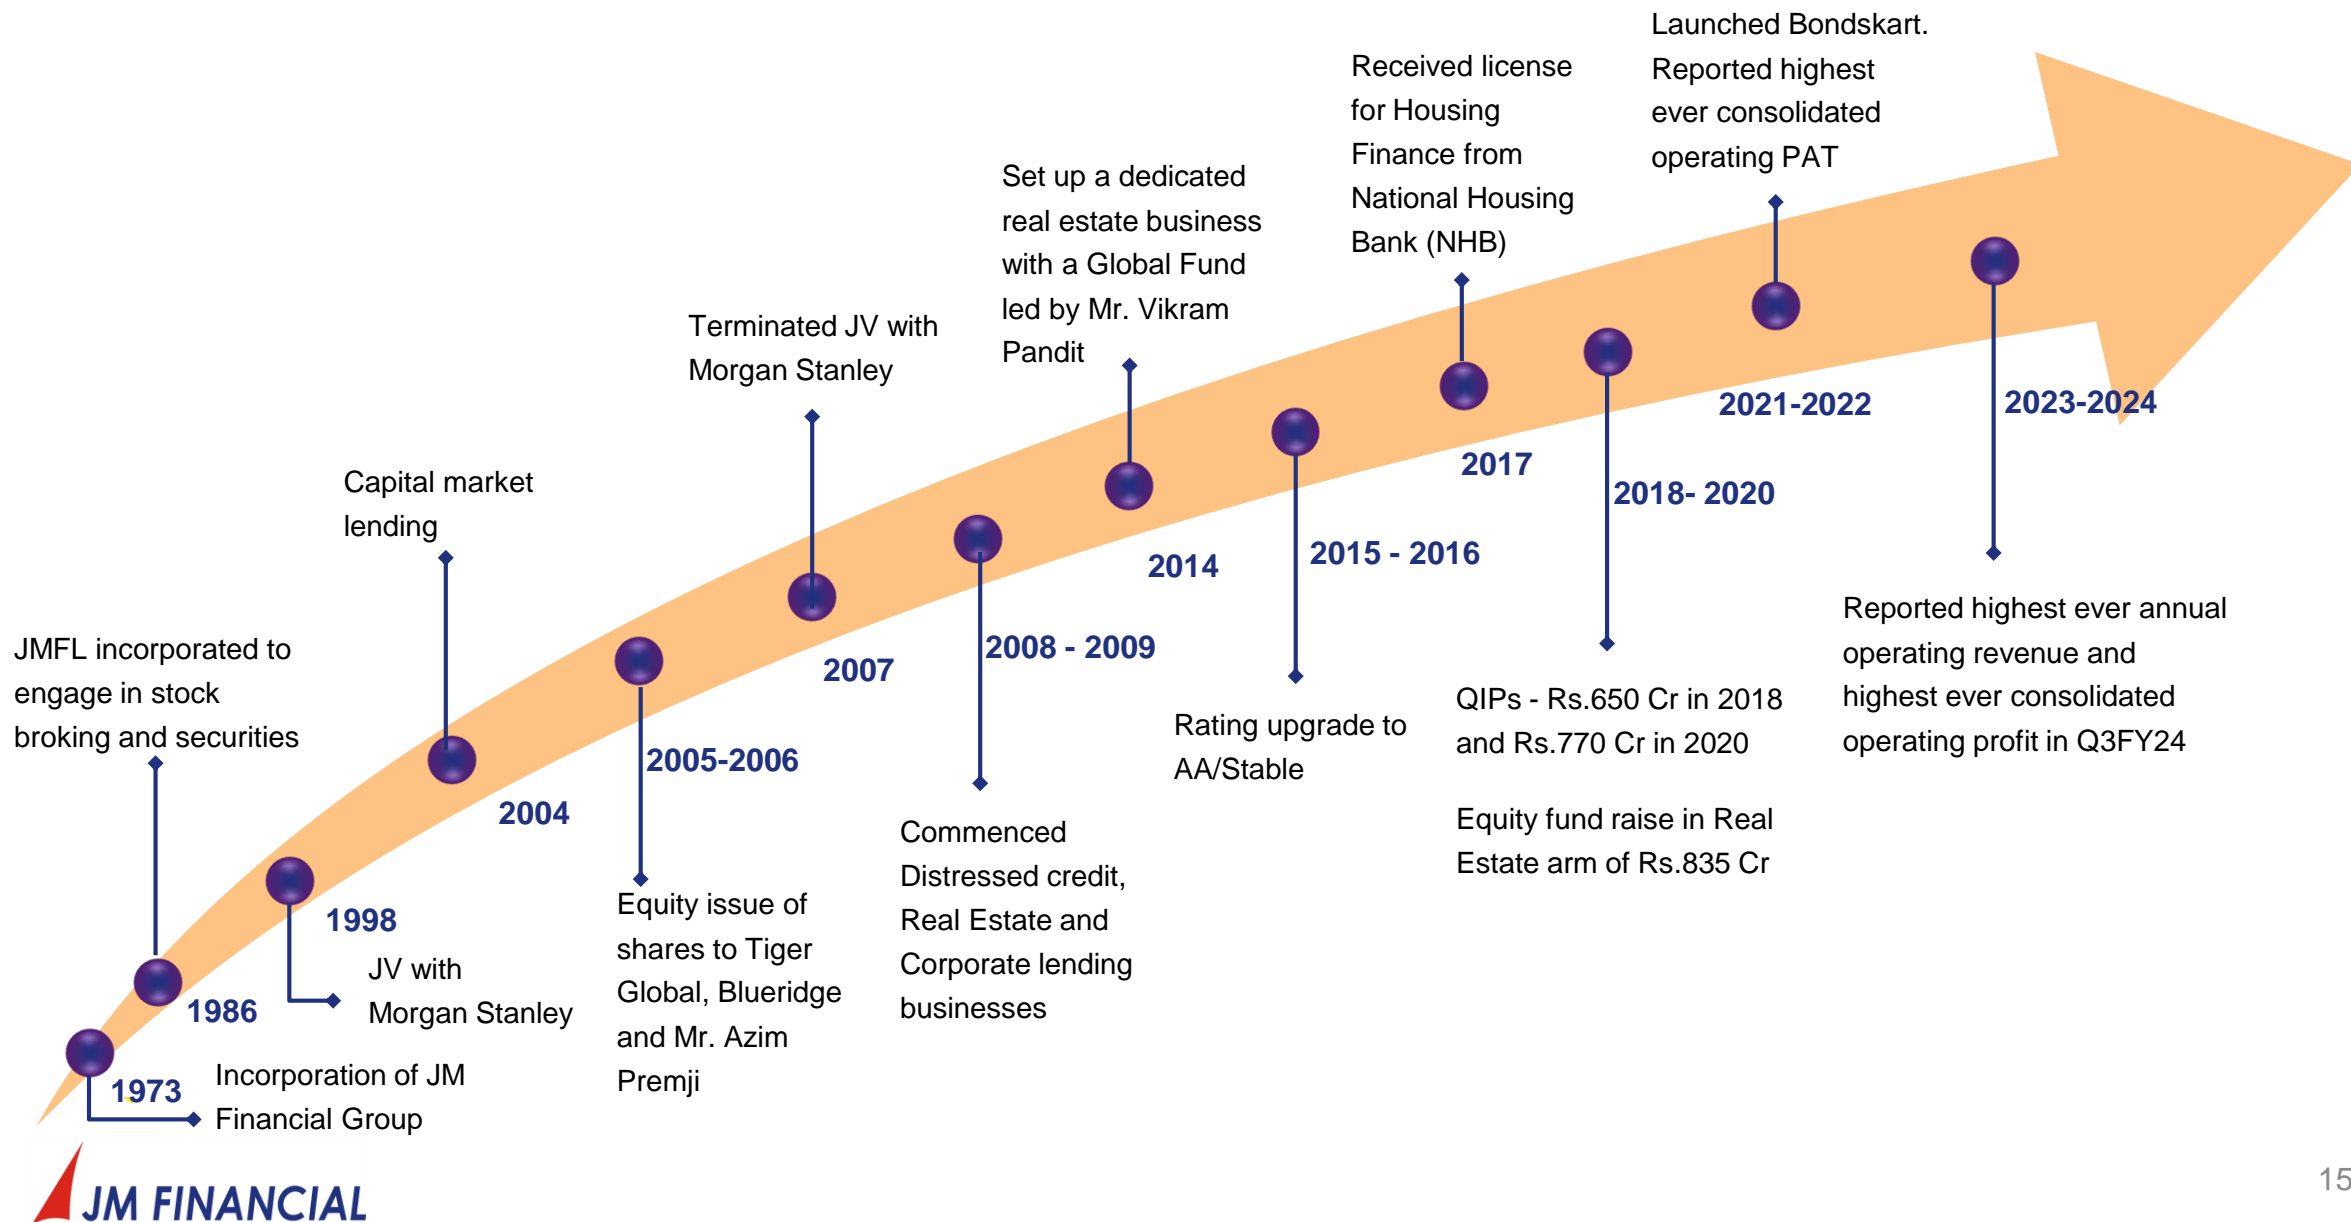 Launched Bondskart.
Reported highest
ever consolidated
operating PAT
Received license
for Housing
Finance from
National Housing
Bank (NHB)
Set up a dedicated
real estate business
with a Global Fund
led by Mr. Vikram
Pandit
Terminated JV with
Morgan Stanley
Capital market
lending
JMFL incorporated to
engage in stock
broking and securities
2021-2022
2023-2024
2017
2018- 2020
2015 - 2016
2014
2008 - 2009
2007
2005-2006
2004
1998
1986
1973
Reported highest ever annual
operating revenue and
highest ever consolidated
operating profit in Q3FY24
QIPs - Rs.650 Cr in 2018
and Rs.770 Cr in 2020
Equity fund raise in Real
Estate arm of Rs.835 Cr
Rating upgrade to
AA/Stable
Commenced
Distressed credit,
Real Estate and
Corporate lending
businesses
Equity issue of
shares to Tiger
Global, Blueridge
and Mr. Azim
Premji
JV with
Morgan Stanley
Incorporation of JM
Financial Group
JM FINANCIAL
15